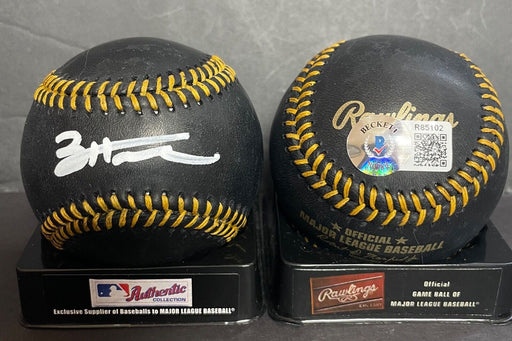 Authentic
COLLECTION
Exclusive Supplier of Baseballs to MAJOR LEAGUE BASEBALL®
Rawlings
BECKETT
R85102
OFFICIAL
MAJOR LEAGUE BASEBALL
Rawlings
Official
GAME BALL OF
MAJOR LEAGUE BASEBALL®